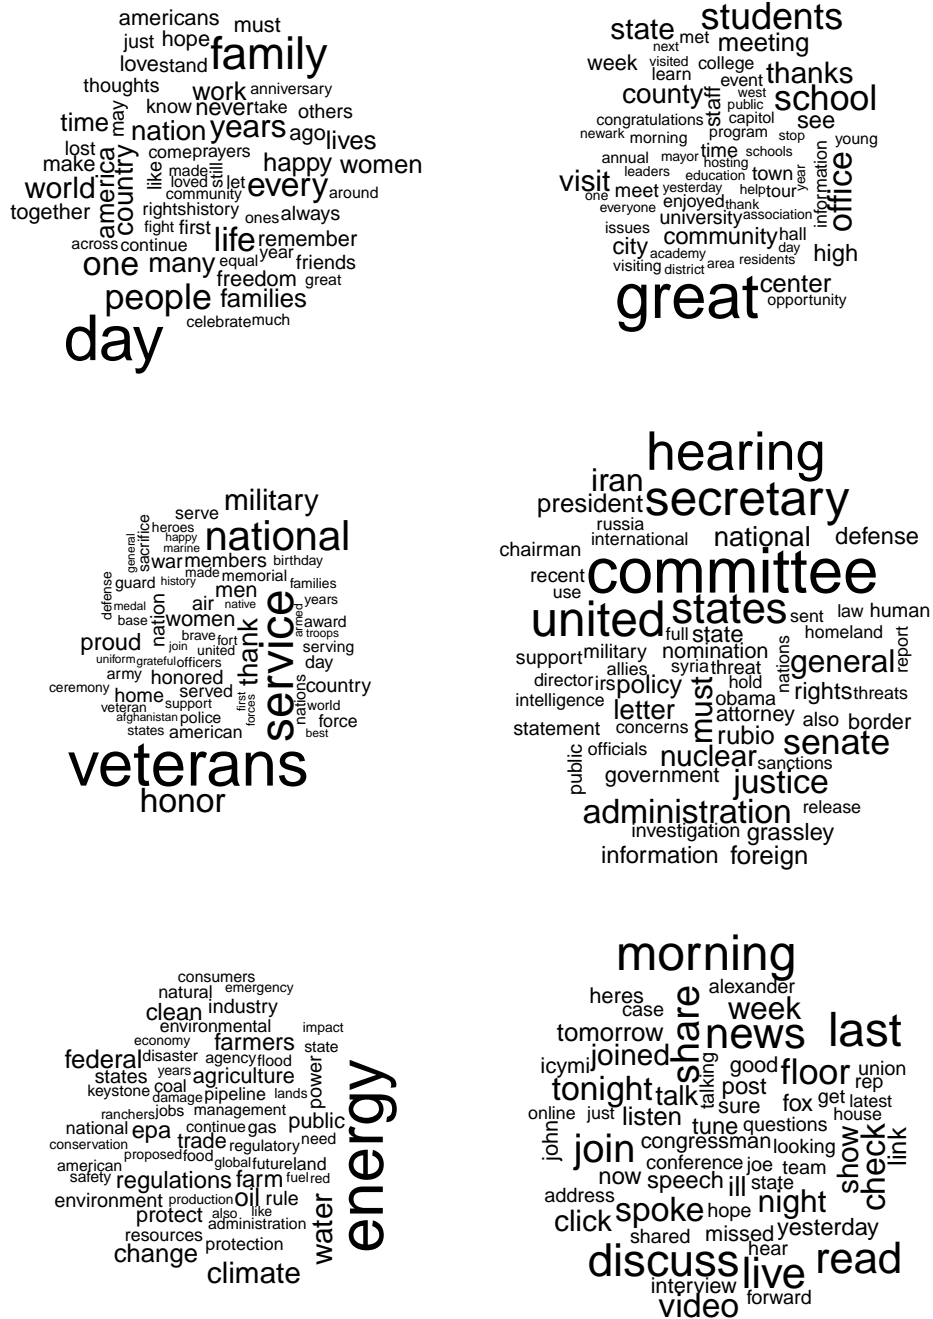 americans must
just hope family
love stand
thoughts work anniversary
know never take others
time may nation years ago lives
lost come prayers
make america country like made still happy women
loved let every around
world community
together rights history ones always
fight first life remember
across continue
one many equal year friends
freedom great
people families
day celebrate much
students
state met meeting
next
week visited college
learn event thanks
county staff west school
public
congratulations capitol see
newark morning program stop young
annual mayor time schools
leaders hosting town year information office
visit education
one meet yesterday help tour
everyone enjoyed thank
university association
issues community hall
city academy day high
visiting district area residents
great center
opportunity
military
serve
general sacrifice heroes national
happy
marine
war members birthday
made memorial families
defense guard history men
medal nation air native service armed years
base women award
proud brave fort thank troops
join united serving
uniform grateful officers day
army honored
ceremony home served first forces nations country
veteran support world
afghanistan police force
states american best
veterans
honor
hearing
iran
president secretary
russia
international national defense
chairman
recent committee
use
united states sent law human
full state homeland report
support military nomination nations general
allies syria threat
director irs policy must hold rights threats
intelligence obama
letter attorney also border
statement concerns rubio senate
public officials nuclear sanctions
government justice
administration release
investigation grassley
information foreign
consumers
natural emergency
clean industry
environmental impact
economy farmers state
federal disaster agency flood power energy
states years agriculture
keystone coal pipeline lands
damage
ranchers jobs management public
national epa continue gas need
conservation trade regulatory
proposed food
american global future land
safety regulations farm fuel red
environment production oil rule water
protect also like
administration
resources protection
change
climate
morning
heres share alexander
case week
tomorrow news last
icymi joined talking good floor union
tonight talk post rep
sure fox get latest
online just listen house
john tune questions show check link
join congressman looking
conference joe team
now speech ill state
address night
click spoke hope
shared missed yesterday
discuss hear read
live
interview
video forward